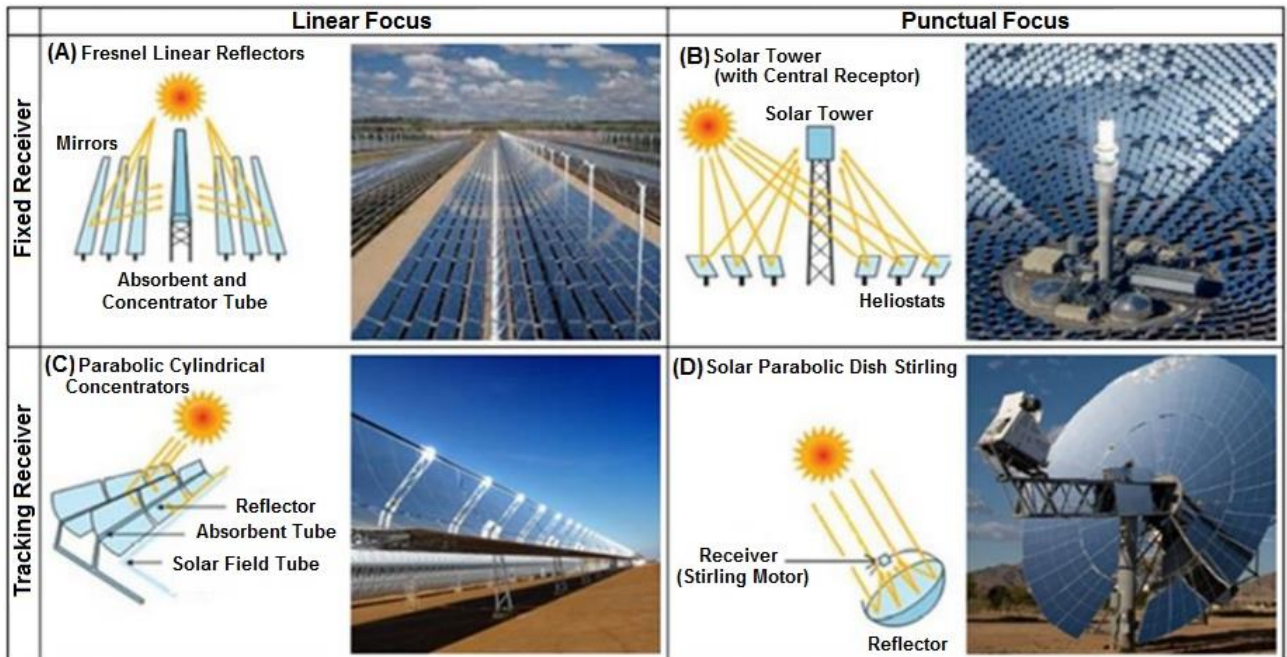 Linear Focus
Punctual Focus
Fixed Receiver
(A) Fresnel Linear Reflectors
Mirrors
Absorbent and
Concentrator Tube
(B) Solar Tower
(with Central Receptor)
Solar Tower
Heliostats
Tracking Receiver
(C) Parabolic Cylindrical
Concentrators
Reflector
Absorbent Tube
Solar Field Tube
(D) Solar Parabolic Dish Stirling
Receiver
(Stirling Motor)
Reflector